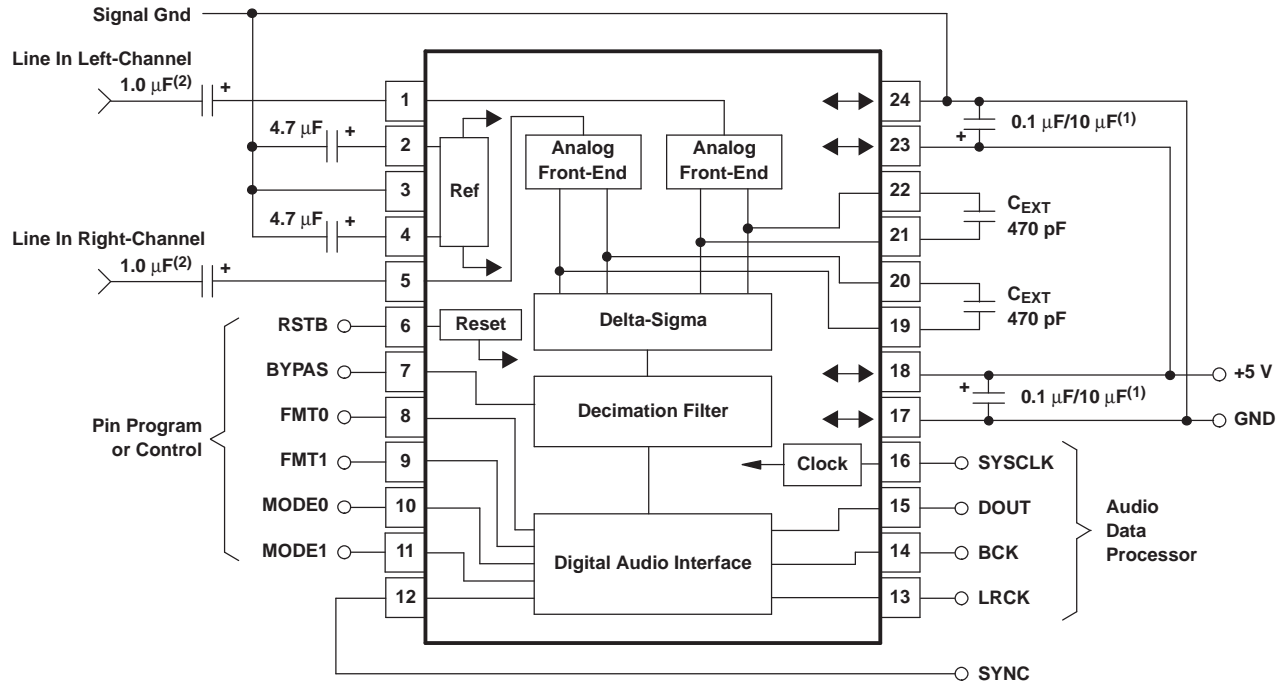 Signal Gnd
Line In Left-Channel
1.0 μF(2)
+
4.7 μF
+
4.7 μF
+
Line In Right-Channel
1.0 μF(2)
+
Pin Program
or Control
RSTB
BYPAS
FMT0
FMT1
MODE0
MODE1
1
2
3
4
5
6
7
8
9
10
11
12
Ref
Reset
Analog
Front-End
Analog
Front-End
Delta-Sigma
Decimation Filter
Clock
Digital Audio Interface
24
23
22
21
20
19
18
17
16
15
14
13
+
0.1 μF/10 μF(1)
CEXT
470 pF
CEXT
470 pF
+
0.1 μF/10 μF(1)
+5 V
GND
SYSCLK
DOUT
BCK
LRCK
Audio
Data
Processor
SYNC